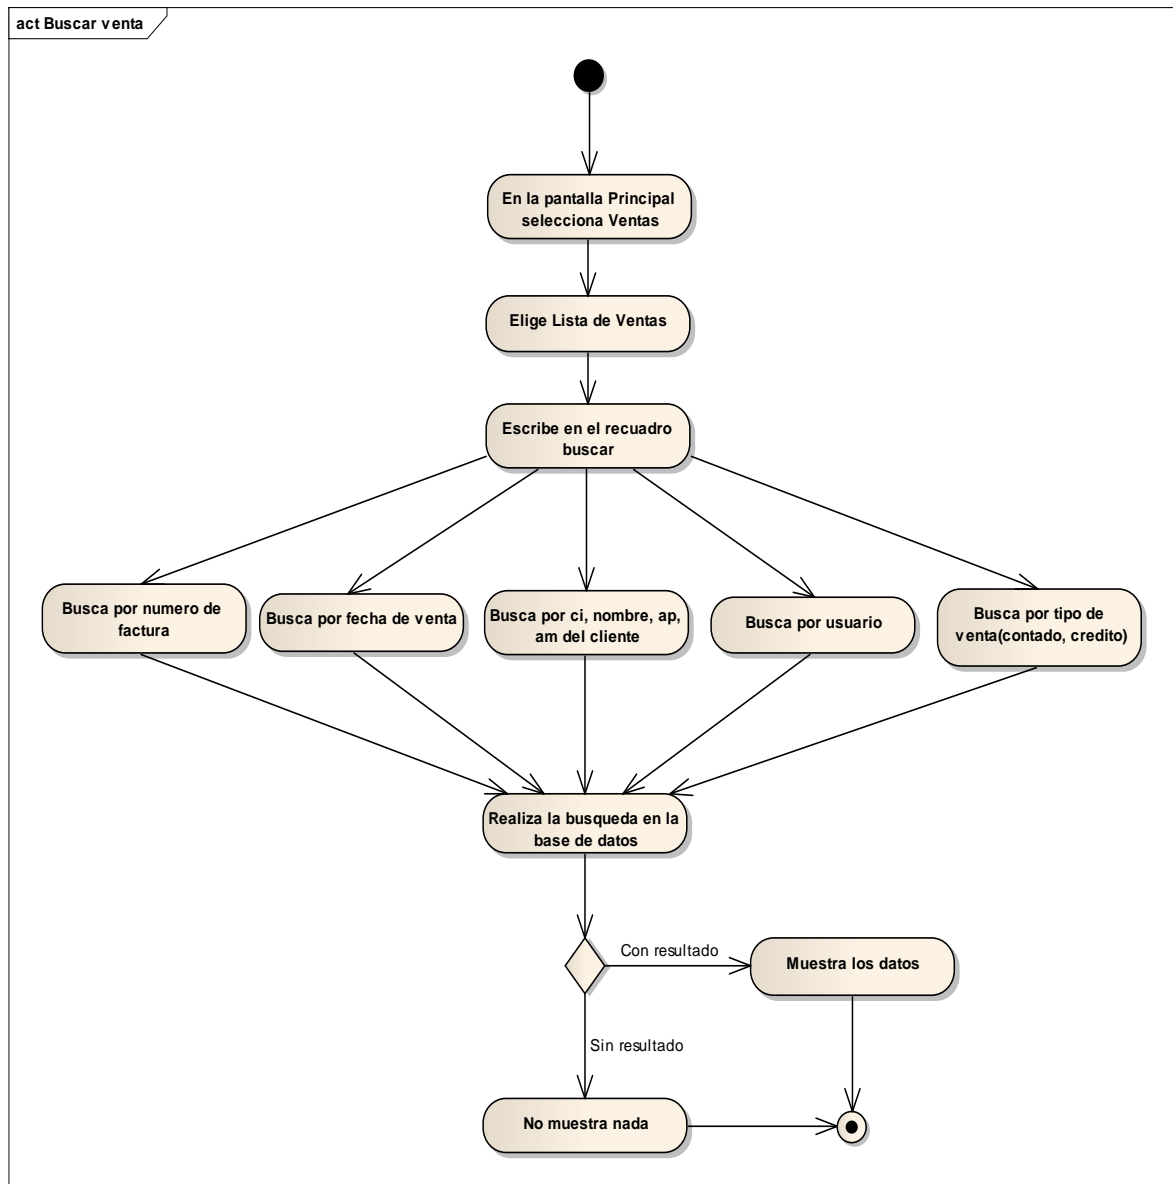 act Buscar venta
En la pantalla Principal
selecciona Ventas
Elige Lista de Ventas
Escribe en el recuadro
buscar
Busca por numero de
factura
Busca por fecha de venta
Busca por ci, nombre, ap,
am del cliente
Busca por usuario
Busca por tipo de
venta(contado, credito)
Realiza la busqueda en la
base de datos
Con resultado
Muestra los datos
Sin resultado
No muestra nada